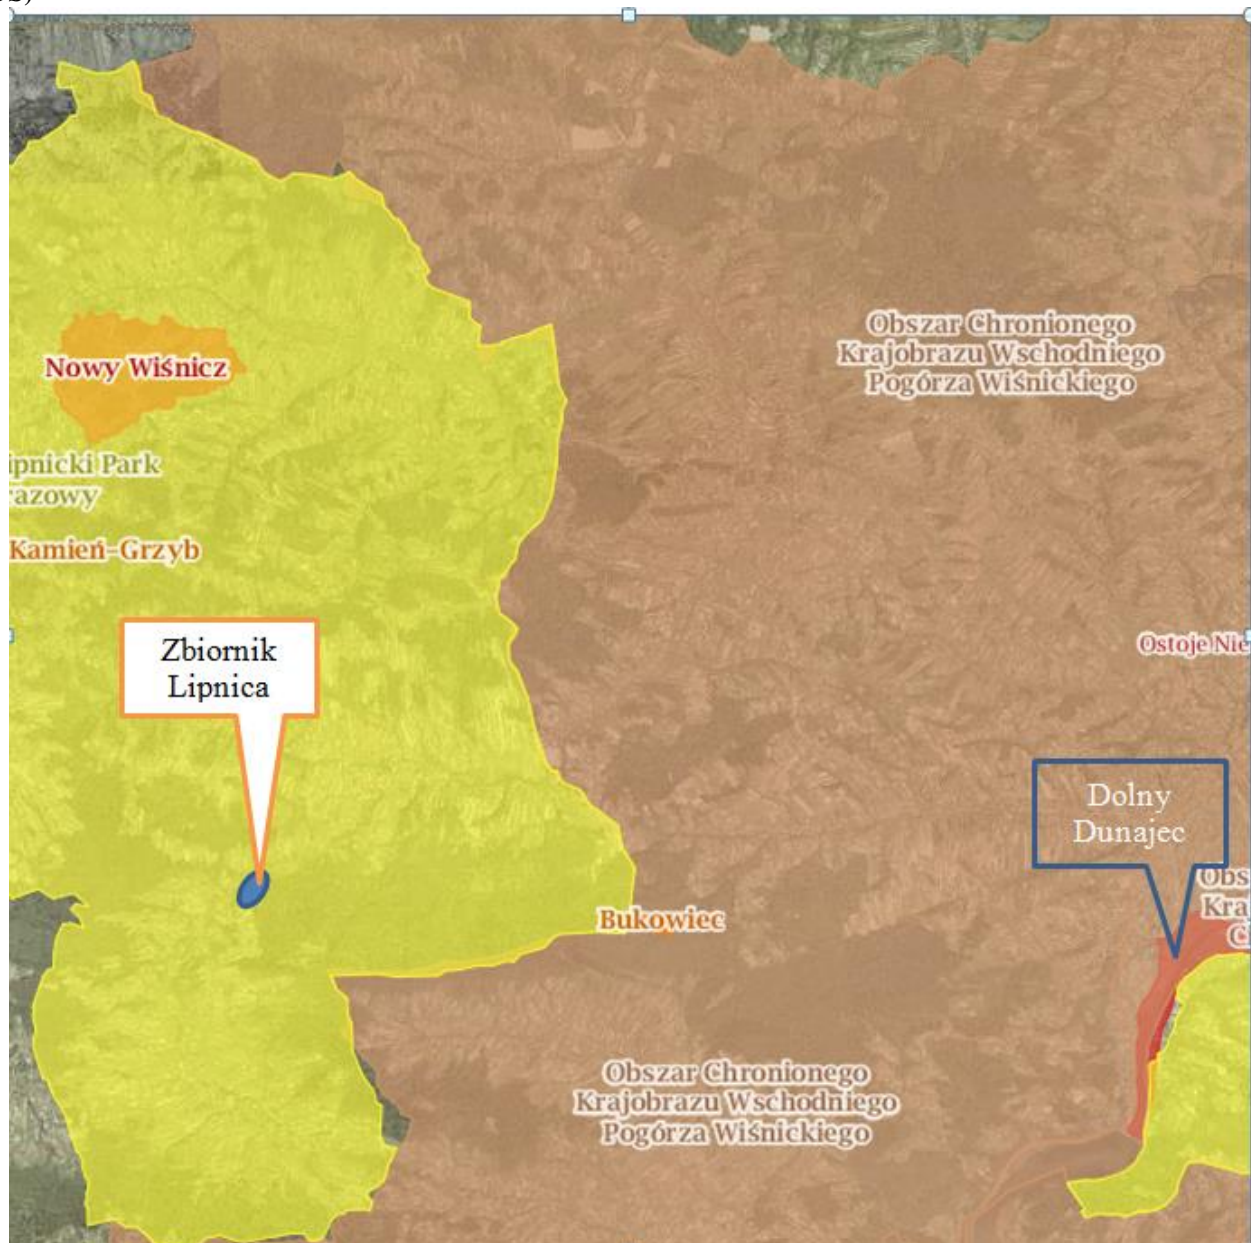 Obszar Chronionego
Krajobrazu Wschodniego
Pogórza Wiśnickiego
Nowy Wiśnicz
ipnicki Park
razowy
Kamień-Grzyb
Zbiornik
Lipnica
Ostoje Nie
Dolny
Dunajec
Obs
Kra
C
Bukowiec
Obszar Chronionego
Krajobrazu Wschodniego
Pogórza Wiśnickiego